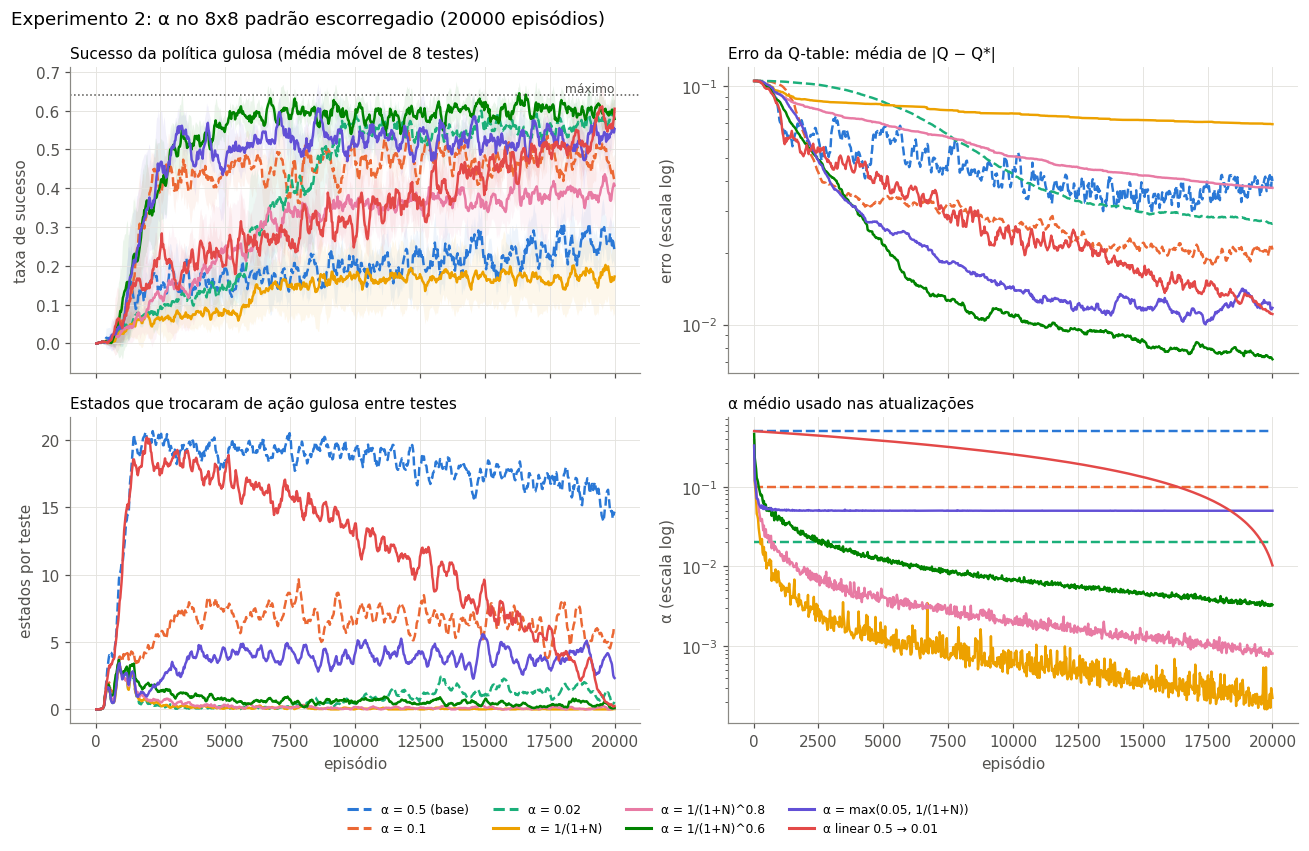 Experimento 2: α no 8x8 padrão escorregadio (20000 episódios)
Sucesso da política gulosa (média móvel de 8 testes)
máximo
taxa de sucesso
0.7
0.6
0.5
0.4
0.3
0.2
0.1
0.0
Erro da Q-table: média de |Q − Q*|
erro (escala log)
10⁻¹
10⁻²
Estados que trocaram de ação gulosa entre testes
estados por teste
20
15
10
5
0
0 2500 5000 7500 10000 12500 15000 17500 20000
episódio
α médio usado nas atualizações
α (escala log)
10⁻¹
10⁻²
10⁻³
0 2500 5000 7500 10000 12500 15000 17500 20000
episódio
α = 0.5 (base) α = 0.02 α = 1/(1+N)^0.8 α = max(0.05, 1/(1+N))
α = 0.1 α = 1/(1+N) α = 1/(1+N)^0.6 α linear 0.5 → 0.01